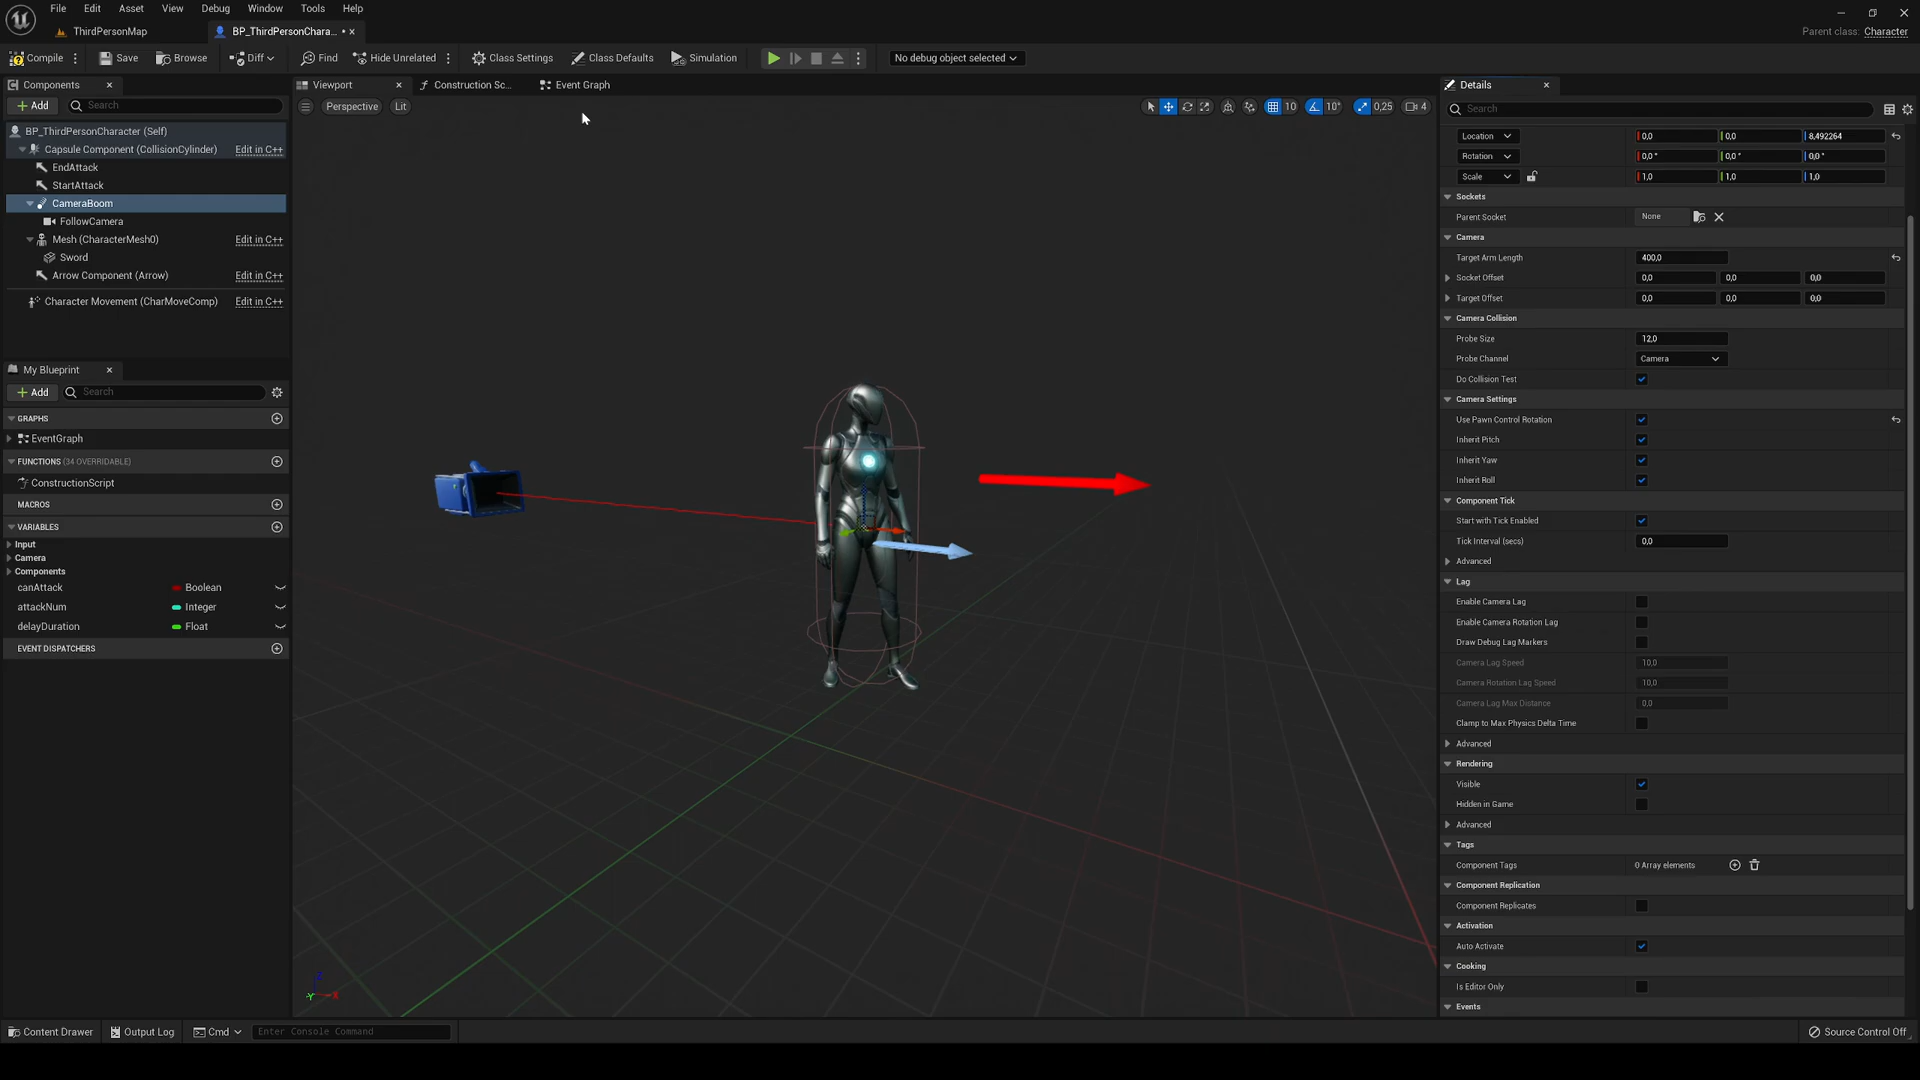 File Edit Asset View Debug Window Tools Help
ThirdPersonMap BP_ThirdPersonChara... • Parent class: Character
Compile Save Browse Diff Find Hide Unrelated Class Settings Class Defaults Simulation No debug object selected
Components Viewport Construction Sc... Event Graph Details
Add Search Perspective Lit 10 10° 0,25 4 Search
BP_ThirdPersonCharacter (Self)
Capsule Component (CollisionCylinder) Edit in C++
EndAttack
StartAttack
CameraBoom
FollowCamera
Mesh (CharacterMesh0) Edit in C++
Sword
Arrow Component (Arrow) Edit in C++
Character Movement (CharMoveComp) Edit in C++
My Blueprint
Add Search
GRAPHS
EventGraph
FUNCTIONS (34 OVERRIDABLE)
ConstructionScript
MACROS
VARIABLES
Input
Camera
Components
canAttack Boolean
attackNum Integer
delayDuration Float
EVENT DISPATCHERS
Z
Y X
Location 0,0 0,0 8,492264
Rotation 0,0 ° 0,0 ° 0,0 °
Scale 1,0 1,0 1,0
Sockets
Parent Socket None
Camera
Target Arm Length 400,0
Socket Offset 0,0 0,0 0,0
Target Offset 0,0 0,0 0,0
Camera Collision
Probe Size 12,0
Probe Channel Camera
Do Collision Test
Camera Settings
Use Pawn Control Rotation
Inherit Pitch
Inherit Yaw
Inherit Roll
Component Tick
Start with Tick Enabled
Tick Interval (secs) 0,0
Advanced
Lag
Enable Camera Lag
Enable Camera Rotation Lag
Draw Debug Lag Markers
Camera Lag Speed 10,0
Camera Rotation Lag Speed 10,0
Camera Lag Max Distance 0,0
Clamp to Max Physics Delta Time
Advanced
Rendering
Visible
Hidden in Game
Advanced
Tags
Component Tags 0 Array elements
Component Replication
Component Replicates
Activation
Auto Activate
Cooking
Is Editor Only
Events
Content Drawer Output Log Cmd Enter Console Command Source Control Off